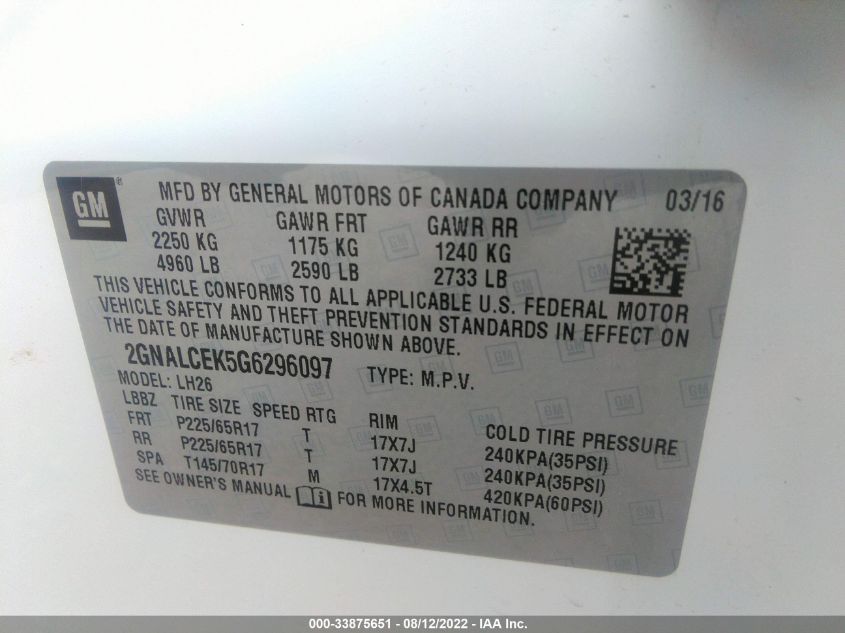 GM ®
MFD BY GENERAL MOTORS OF CANADA COMPANY 03/16
GVWR GAWR FRT GAWR RR
2250 KG 1175 KG 1240 KG
4960 LB 2590 LB 2733 LB
THIS VEHICLE CONFORMS TO ALL APPLICABLE U.S. FEDERAL MOTOR
VEHICLE SAFETY AND THEFT PREVENTION STANDARDS IN EFFECT ON
THE DATE OF MANUFACTURE SHOWN ABOVE.
2GNALCEK5G6296097 TYPE: M.P.V.
MODEL: LH26
LBBZ TIRE SIZE SPEED RTG RIM COLD TIRE PRESSURE
FRT P225/65R17 T 17X7J 240KPA(35PSI)
RR P225/65R17 T 17X7J 240KPA(35PSI)
SPA T145/70R17 M 17X4.5T 420KPA(60PSI)
SEE OWNER'S MANUAL FOR MORE INFORMATION.
000-33875651 - 08/12/2022 - IAA Inc.